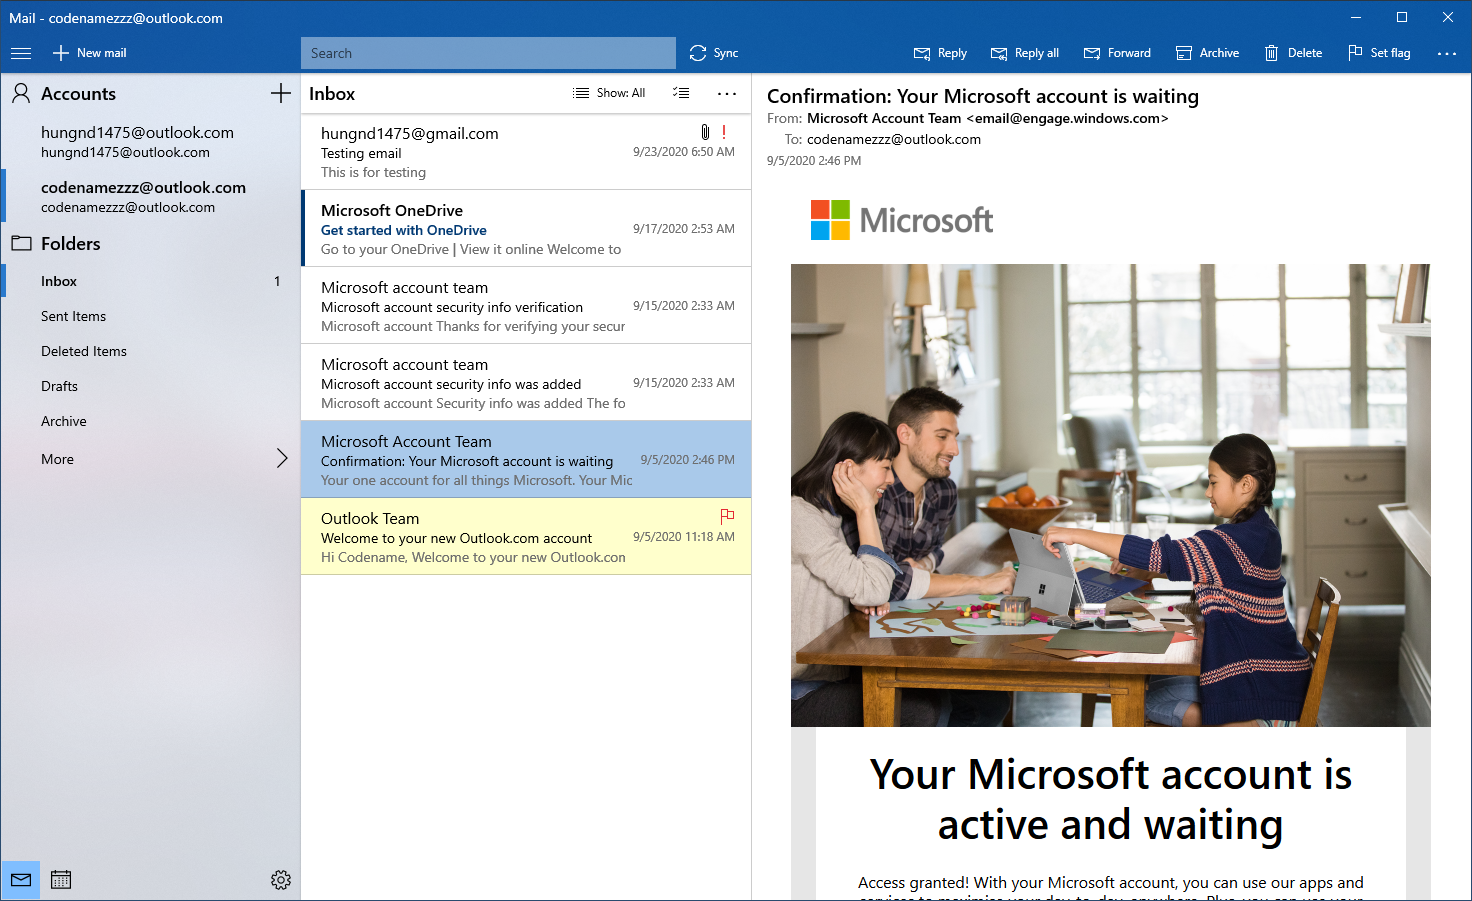 Mail - codenamezzz@outlook.com
New mail
Search
Sync
Reply
Reply all
Forward
Archive
Delete
Set flag
Accounts
hungnd1475@outlook.com
hungnd1475@outlook.com
codenamezzz@outlook.com
codenamezzz@outlook.com
Folders
Inbox 1
Sent Items
Deleted Items
Drafts
Archive
More
Inbox
Show: All
hungnd1475@gmail.com
Testing email 9/23/2020 6:50 AM
This is for testing
Microsoft OneDrive
Get started with OneDrive 9/17/2020 2:53 AM
Go to your OneDrive | View it online Welcome to
Microsoft account team
Microsoft account security info verification 9/15/2020 2:33 AM
Microsoft account Thanks for verifying your secur
Microsoft account team
Microsoft account security info was added 9/15/2020 2:33 AM
Microsoft account Security info was added The fo
Microsoft Account Team
Confirmation: Your Microsoft account is waiting 9/5/2020 2:46 PM
Your one account for all things Microsoft. Your Mic
Outlook Team
Welcome to your new Outlook.com account 9/5/2020 11:18 AM
Hi Codename, Welcome to your new Outlook.con
Confirmation: Your Microsoft account is waiting
From: Microsoft Account Team <email@engage.windows.com>
To: codenamezzz@outlook.com
9/5/2020 2:46 PM
Microsoft
Your Microsoft account is
active and waiting
Access granted! With your Microsoft account, you can use our apps and